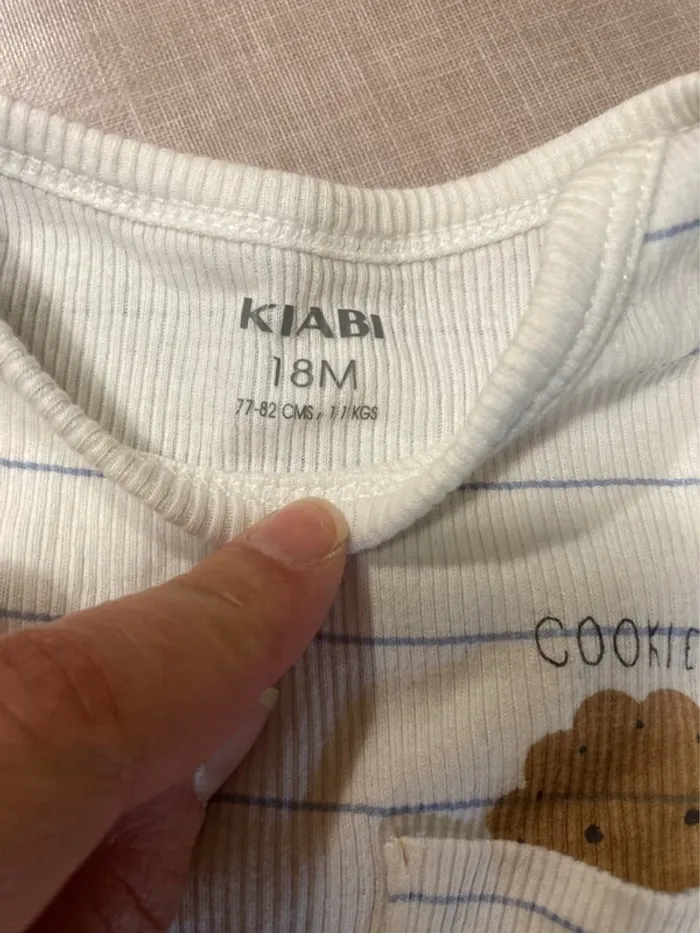 KIABI
18M
77-82 CMS, 11 KGS
COOKIE